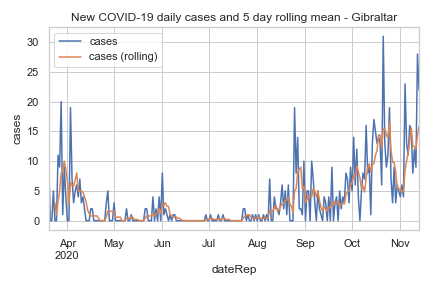 New COVID-19 daily cases and 5 day rolling mean - Gibraltar
cases
cases (rolling)
30
25
20
15
10
5
0
cases
Apr May Jun Jul Aug Sep Oct Nov
2020
dateRep